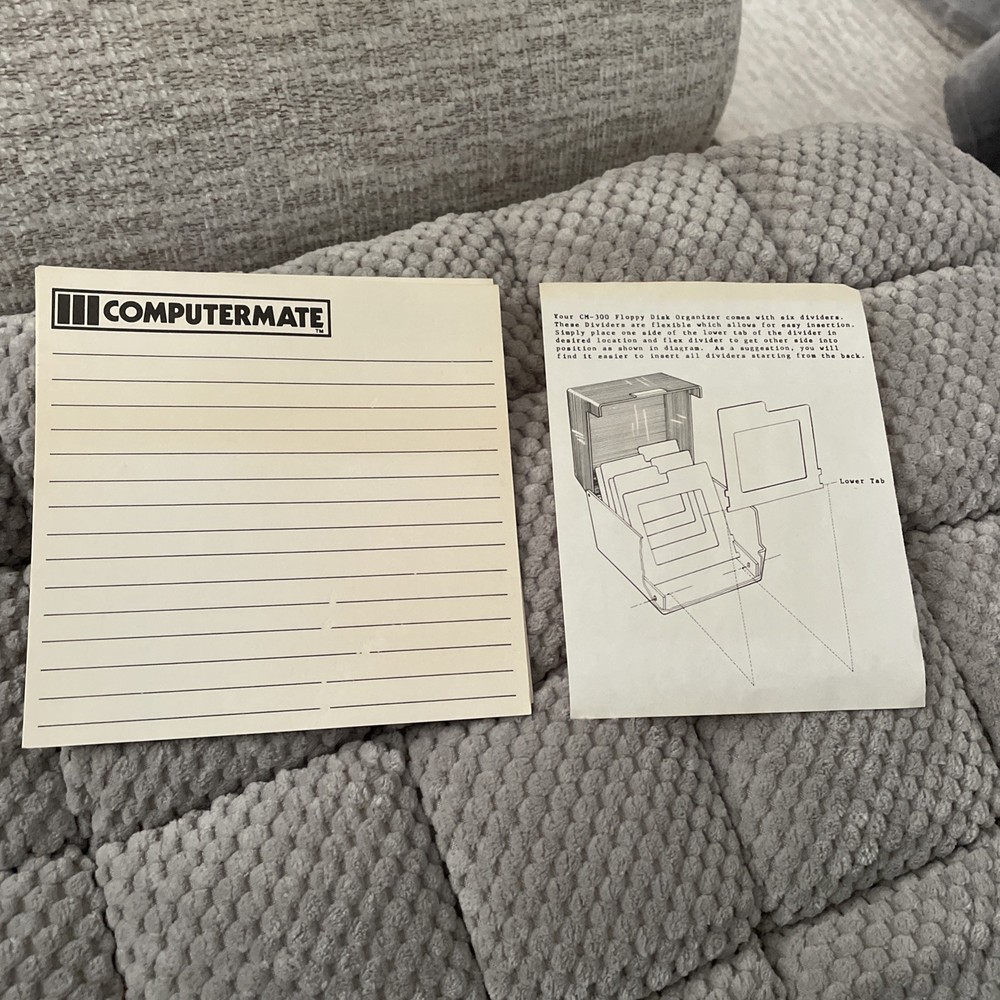 COMPUTERMATE™
Your CM-300 Floppy Disk Organizer comes with six dividers.
These Dividers are flexible which allows for easy insertion.
Simply place one side of the lower tab of the divider in
desired location and flex divider to get other side into
position as shown in diagram. As a suggestion, you will
find it easier to insert all dividers starting from the back.
Lower Tab